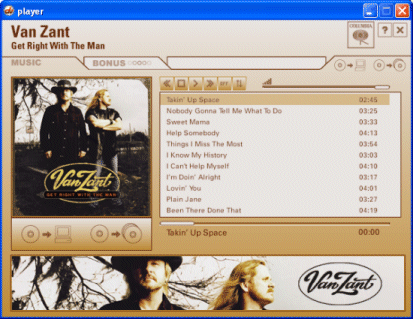 player
Van Zant
Get Right With The Man
COLUMBIA
?
MUSIC
BONUS
OFF
Takin' Up Space 02:45
Nobody Gonna Tell Me What To Do 03:25
Sweet Mama 03:33
Help Somebody 04:13
Things I Miss The Most 03:54
I Know My History 03:03
I Can't Help Myself 04:10
I'm Doin' Alright 03:17
Lovin' You 04:01
Plain Jane 03:27
Been There Done That 04:19
Van Zant
GET RIGHT WITH THE MAN
Takin' Up Space 00:00
Van Zant